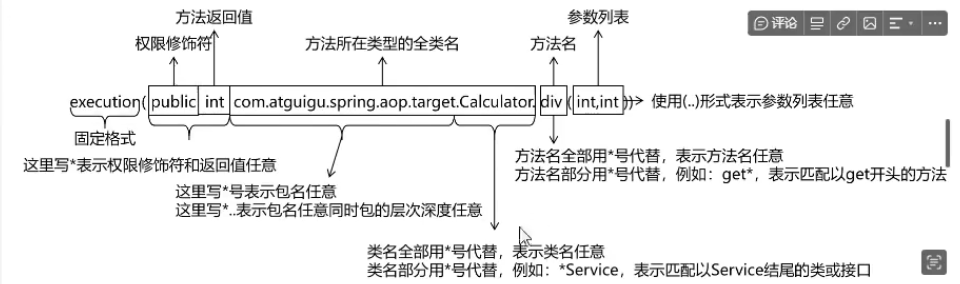 方法返回值
参数列表
评论
权限修饰符
方法所在类型的全类名
方法名
execution(public int com.atguigu.spring.aop.target.Calculator.div(int,int)) 使用(..)形式表示参数列表任意
固定格式
这里写*表示权限修饰符和返回值任意
方法名全部用*号代替，表示方法名任意
方法名部分用*号代替，例如：get*，表示匹配以get开头的方法
这里写*号表示包名任意
这里写*..表示包名任意同时包的层次深度任意
类名全部用*号代替，表示类名任意
类名部分用*号代替，例如：*Service，表示匹配以Service结尾的类或接口